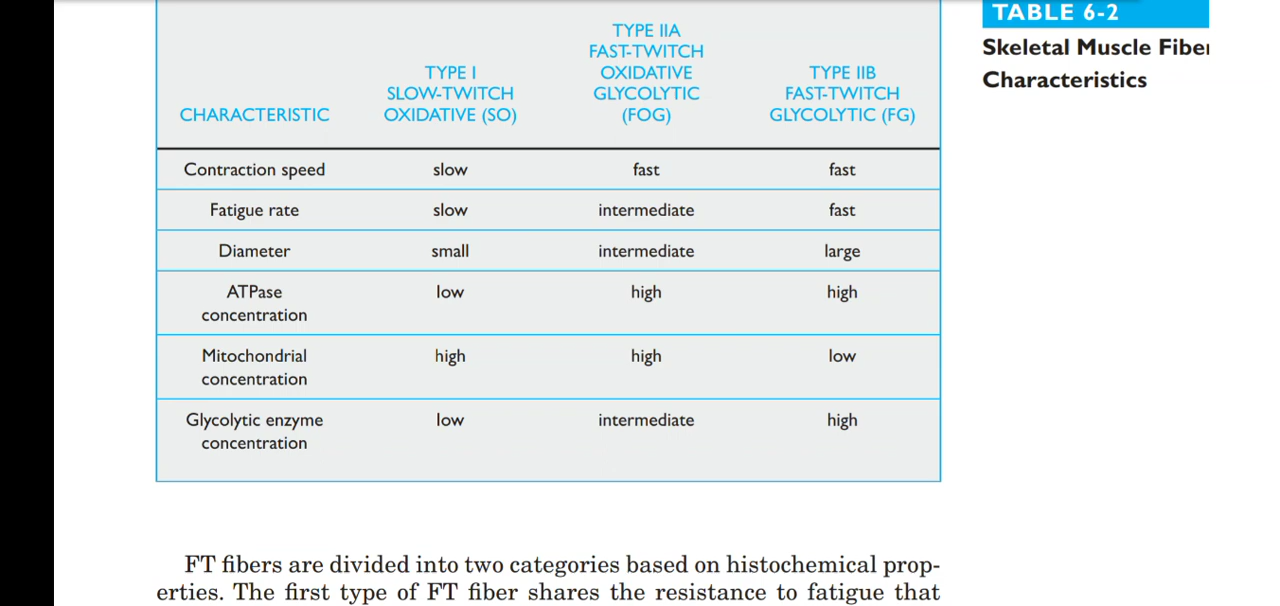 TABLE 6-2
Skeletal Muscle Fiber
Characteristics
CHARACTERISTIC
TYPE I
SLOW-TWITCH
OXIDATIVE (SO)
TYPE IIA
FAST-TWITCH
OXIDATIVE
GLYCOLYTIC
(FOG)
TYPE IIB
FAST-TWITCH
GLYCOLYTIC (FG)
Contraction speed slow fast fast
Fatigue rate slow intermediate fast
Diameter small intermediate large
ATPase low high high
concentration
Mitochondrial high high low
concentration
Glycolytic enzyme low intermediate high
concentration
FT fibers are divided into two categories based on histochemical prop-
erties. The first type of FT fiber shares the resistance to fatigue that